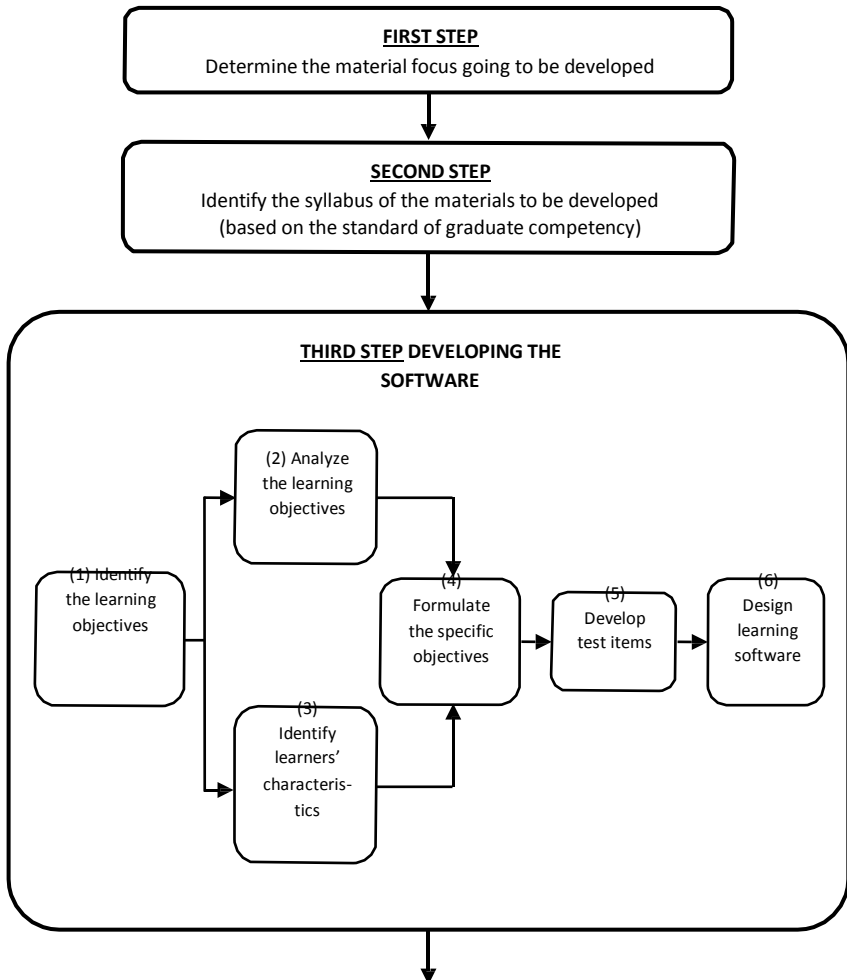 FIRST STEP
Determine the material focus going to be developed
SECOND STEP
Identify the syllabus of the materials to be developed
(based on the standard of graduate competency)
THIRD STEP DEVELOPING THE
SOFTWARE
(1) Identify
the learning
objectives
(2) Analyze
the learning
objectives
(3)
Identify
learners’
characteris-
tics
(4)
Formulate
the specific
objectives
(5)
Develop
test items
(6)
Design
learning
software